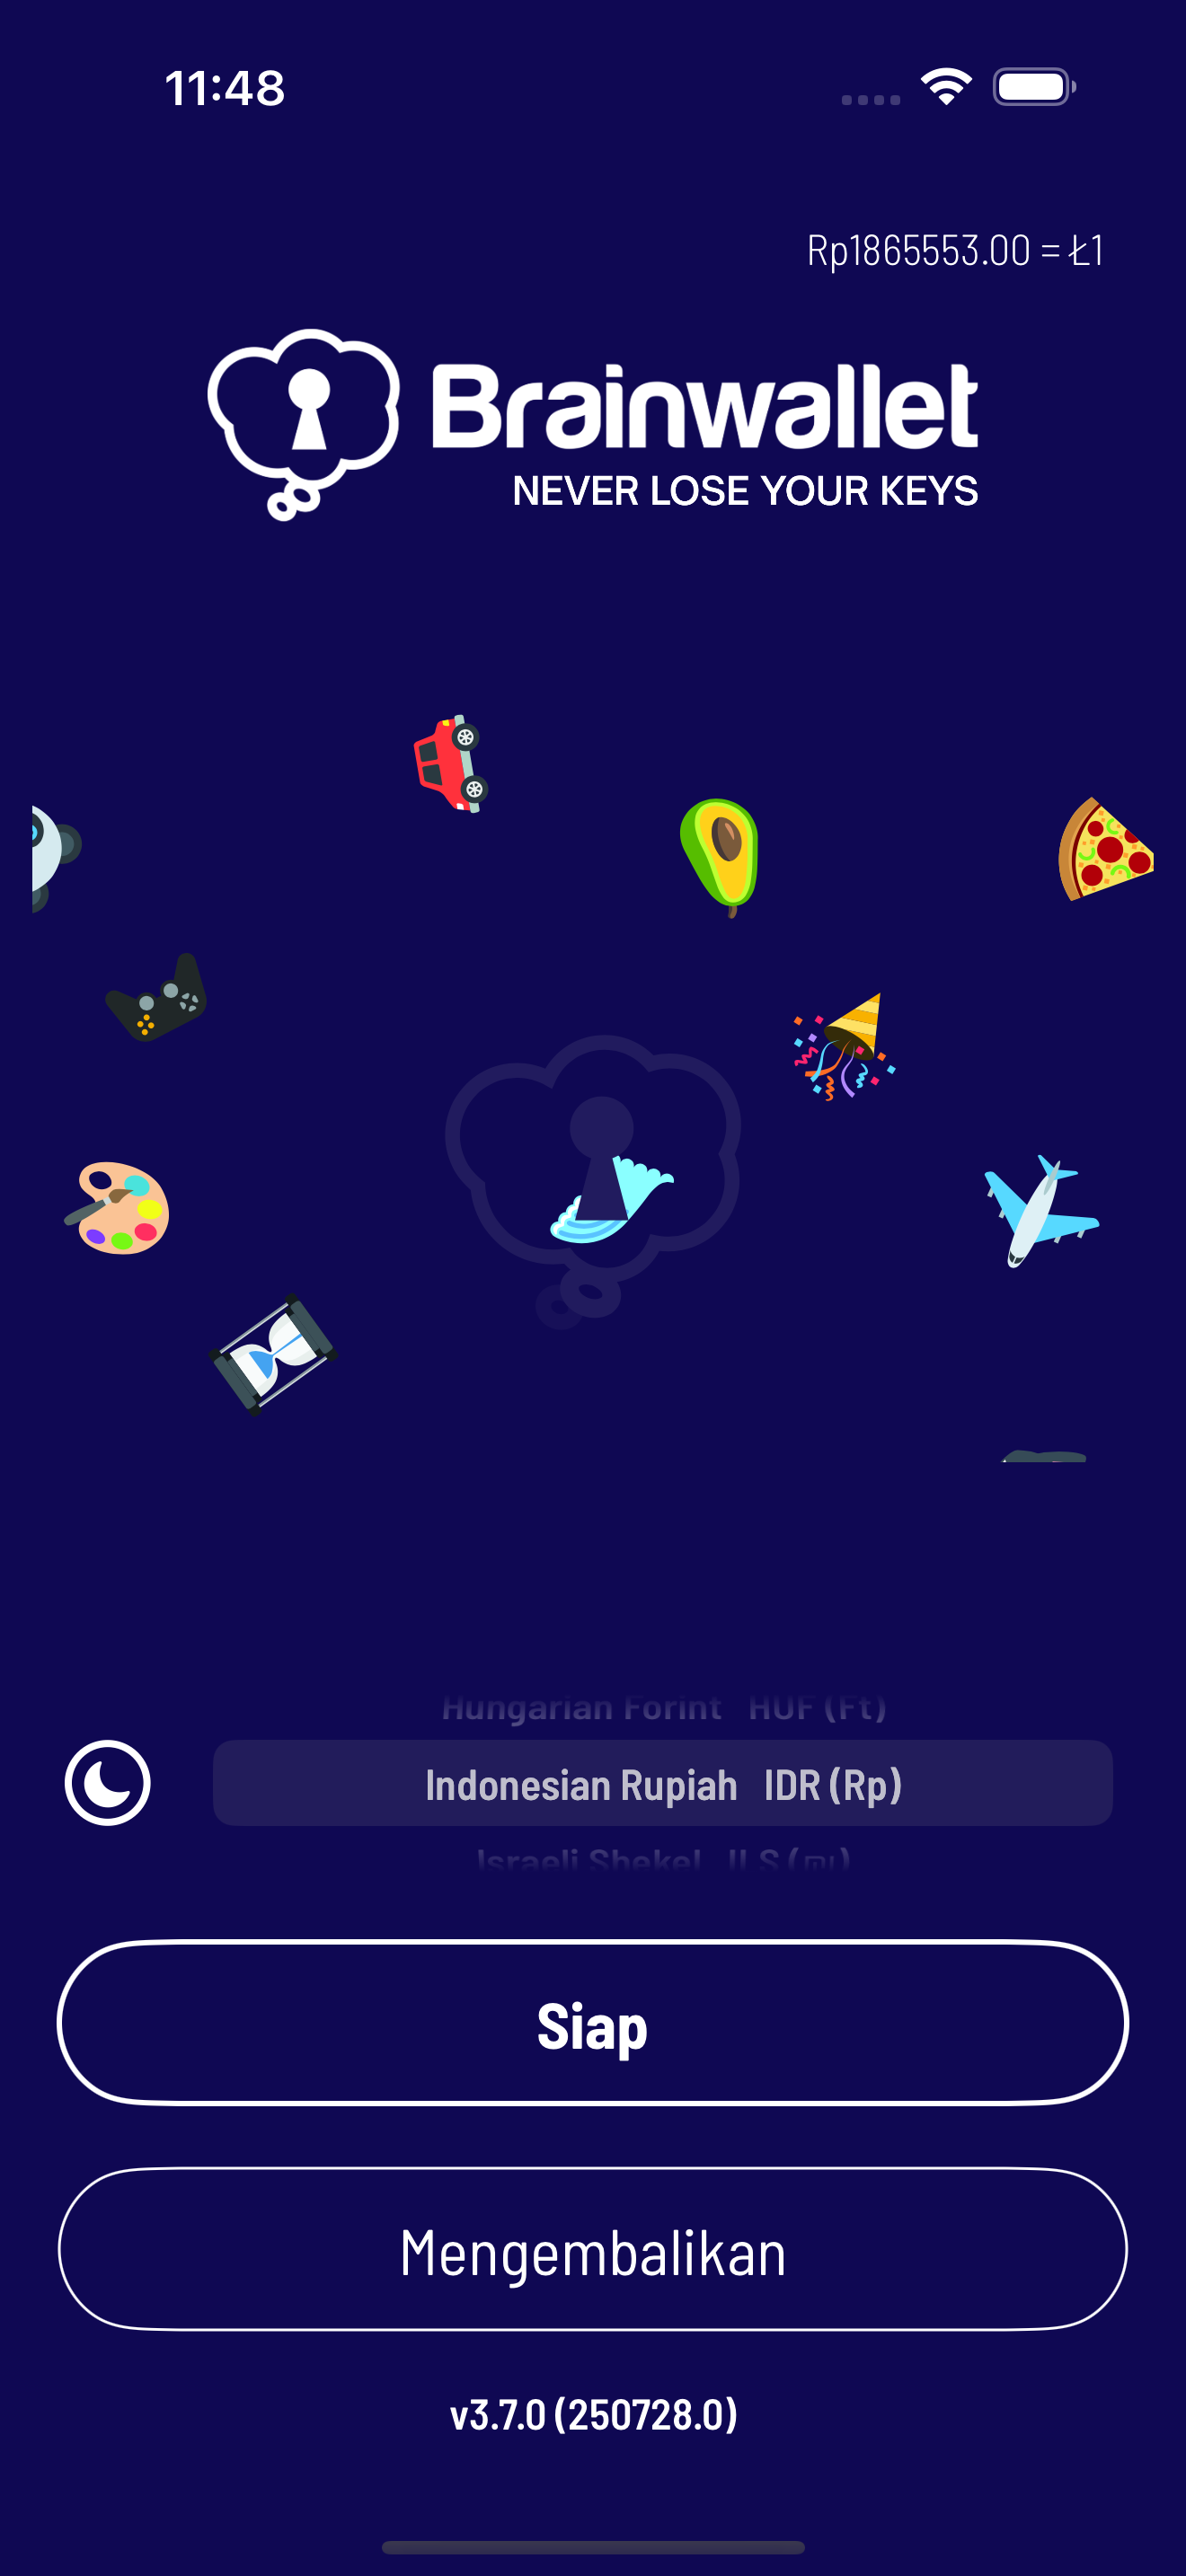 11:48
Rp1865553.00 = Ł1
Brainwallet
NEVER LOSE YOUR KEYS
Hungarian Forint HUF (Ft)
Indonesian Rupiah IDR (Rp)
Israeli Shekel ILS (₪)
Siap
Mengembalikan
v3.7.0 (250728.0)